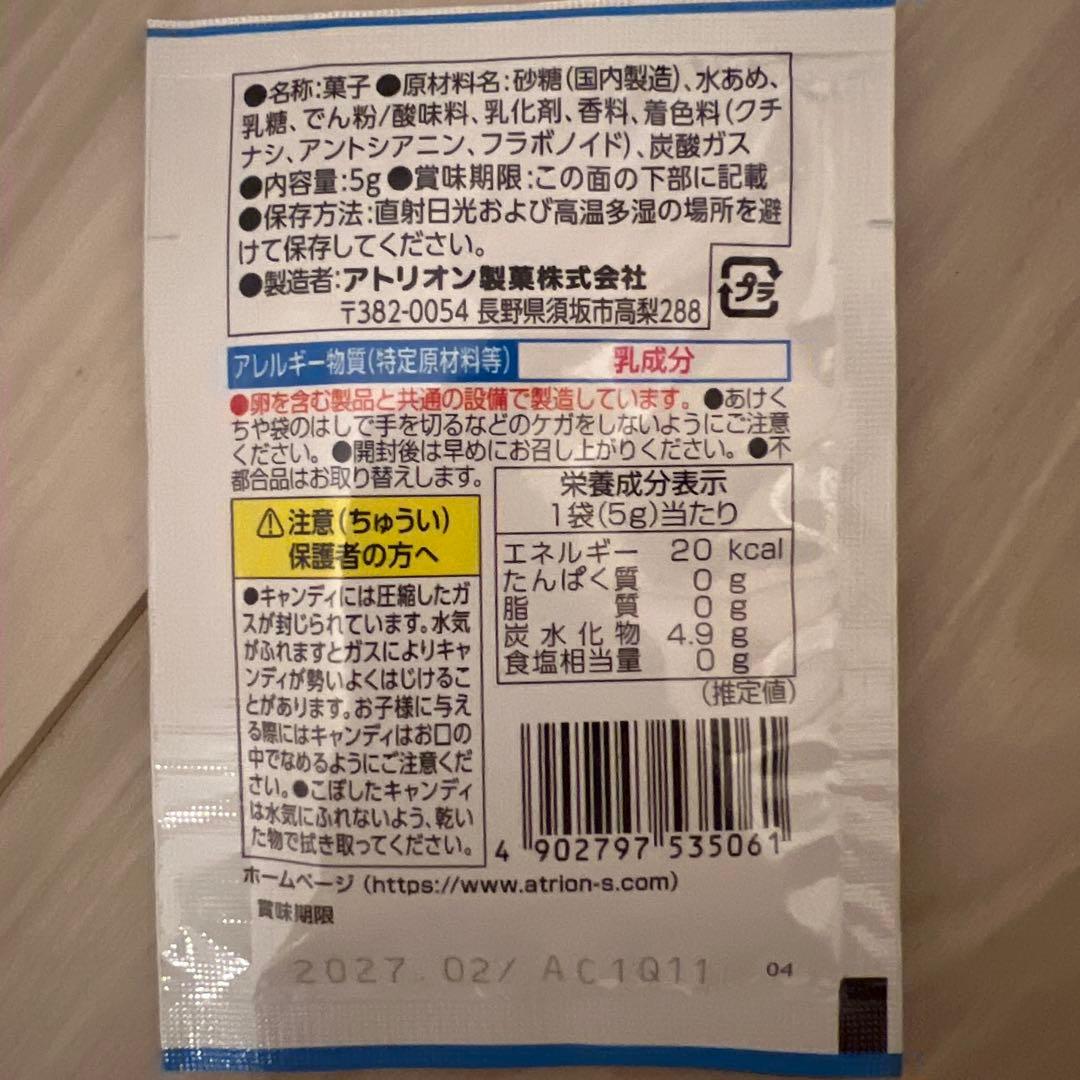 ●名称:菓子 ●原材料名:砂糖(国内製造)、水あめ、
乳糖、でん粉/酸味料、乳化剤、香料、着色料(クチ
ナシ、アントシアニン、フラボノイド)、炭酸ガス
●内容量:5g ●賞味期限:この面の下部に記載
●保存方法:直射日光および高温多湿の場所を避
けて保存してください。
●製造者:アトリオン製菓株式会社
〒382-0054 長野県須坂市高梨288
プラ
アレルギー物質(特定原材料等) 乳成分
●卵を含む製品と共通の設備で製造しています。●あけく
ちや袋のはしで手を切るなどのケガをしないようにご注意
ください。●開封後は早めにお召し上がりください。●不
都合品はお取り替えします。
⚠注意(ちゅうい)
保護者の方へ
●キャンディには圧縮したガ
スが封じられています。水気
がふれますとガスによりキャ
ンディが勢いよくはじけるこ
とがあります。お子様に与え
る際にはキャンディはお口の
中でなめるようにご注意くだ
さい。●こぼしたキャンディ
は水気にふれないよう、乾い
た物で拭き取ってください。
栄養成分表示
1袋(5g)当たり
エネルギー 20 kcal
たんぱく質 0 g
脂質 0 g
炭水化物 4.9 g
食塩相当量 0 g
(推定値)
4 902797 535061
ホームページ (https://www.atrion-s.com)
賞味期限
2027.02/ AC1Q11 04